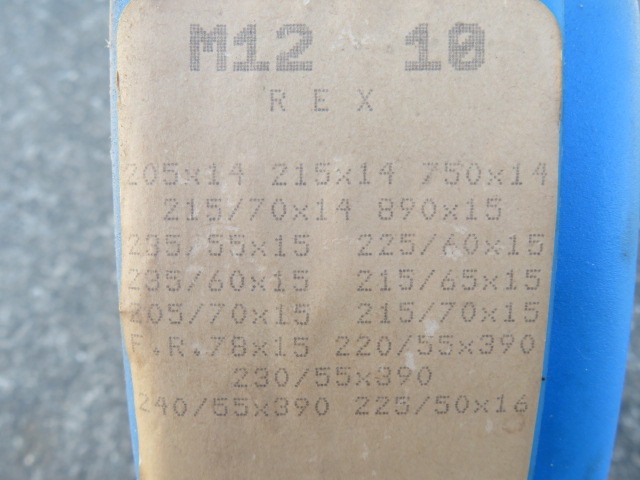 M12 10
REX
205x14 215x14 750x14
215/70x14 890x15
235/55x15 225/60x15
235/60x15 215/65x15
205/70x15 215/70x15
F.R.78x15 220/55x390
230/55x390
240/55x390 225/50x16